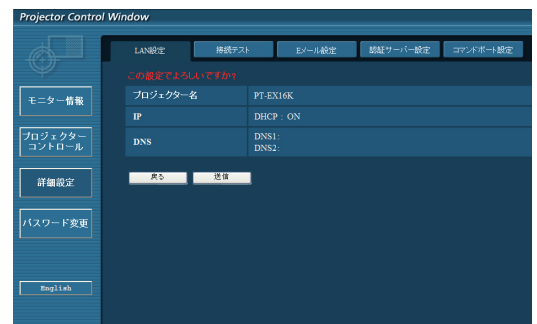 Projector Control Window
LAN設定 接続テスト Eメール設定 認証サーバー設定 コマンドポート設定
この設定でよろしいですか?
プロジェクター名 PT-EX16K
IP DHCP : ON
DNS DNS1:
DNS2:
戻る 送信
モニター情報
プロジェクター
コントロール
詳細設定
パスワード変更
English